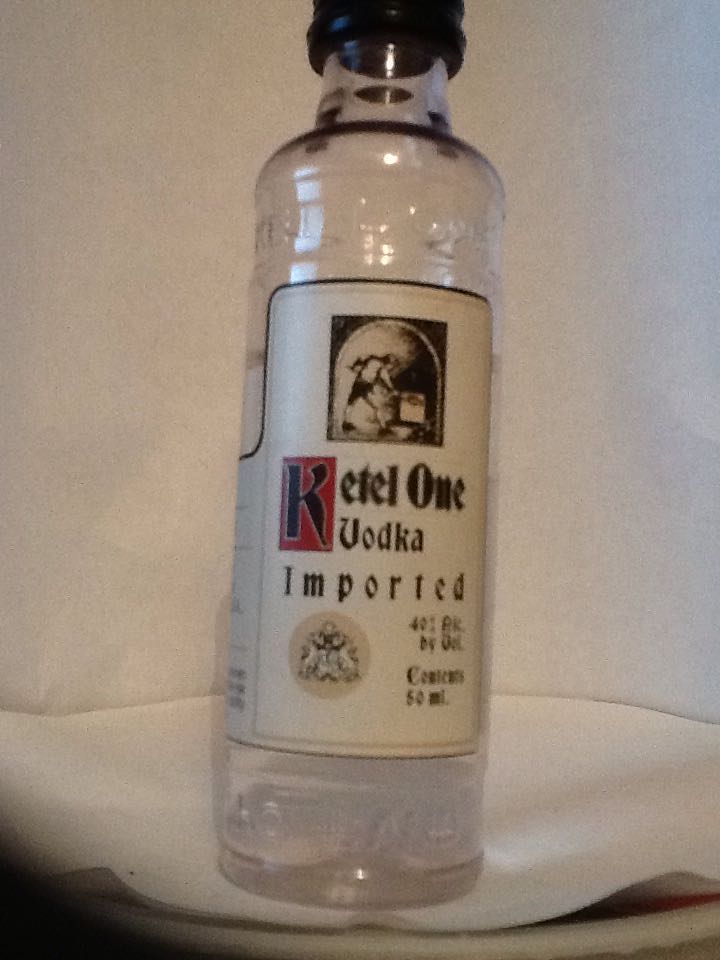 Ketel One
Vodka
Imported
40% Alc.
by Vol.
Contents
50 ml.